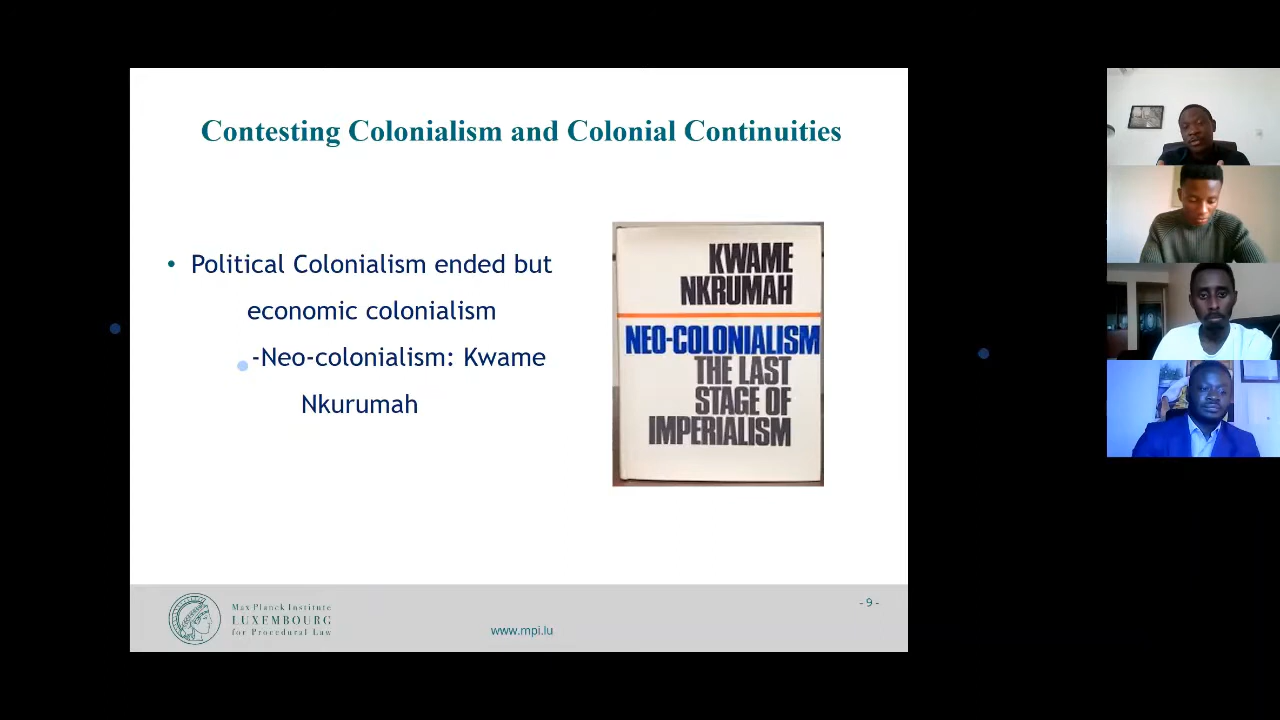 Contesting Colonialism and Colonial Continuities
• Political Colonialism ended but
economic colonialism
-Neo-colonialism: Kwame
Nkurumah
KWAME
NKRUMAH
NEO-COLONIALISM
THE LAST
STAGE OF
IMPERIALISM
Max Planck Institute
LUXEMBOURG
for Procedural Law
www.mpi.lu
- 9 -